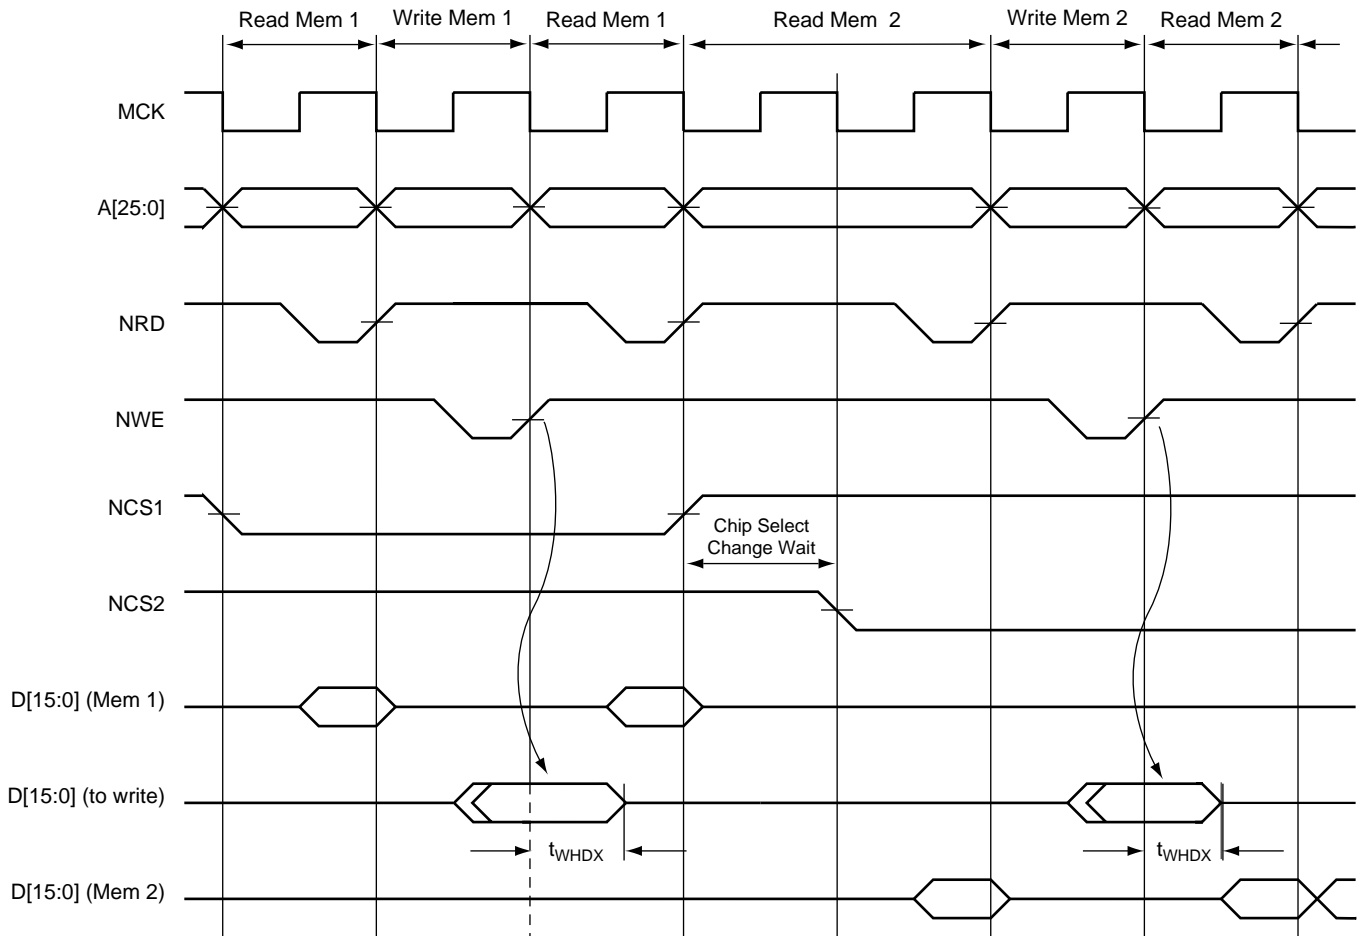 Read Mem 1
Write Mem 1
Read Mem 1
Read Mem 2
Write Mem 2
Read Mem 2
MCK
A[25:0]
NRD
NWE
NCS1
Chip Select
Change Wait
NCS2
D[15:0] (Mem 1)
D[15:0] (to write)
tWHDX
tWHDX
D[15:0] (Mem 2)